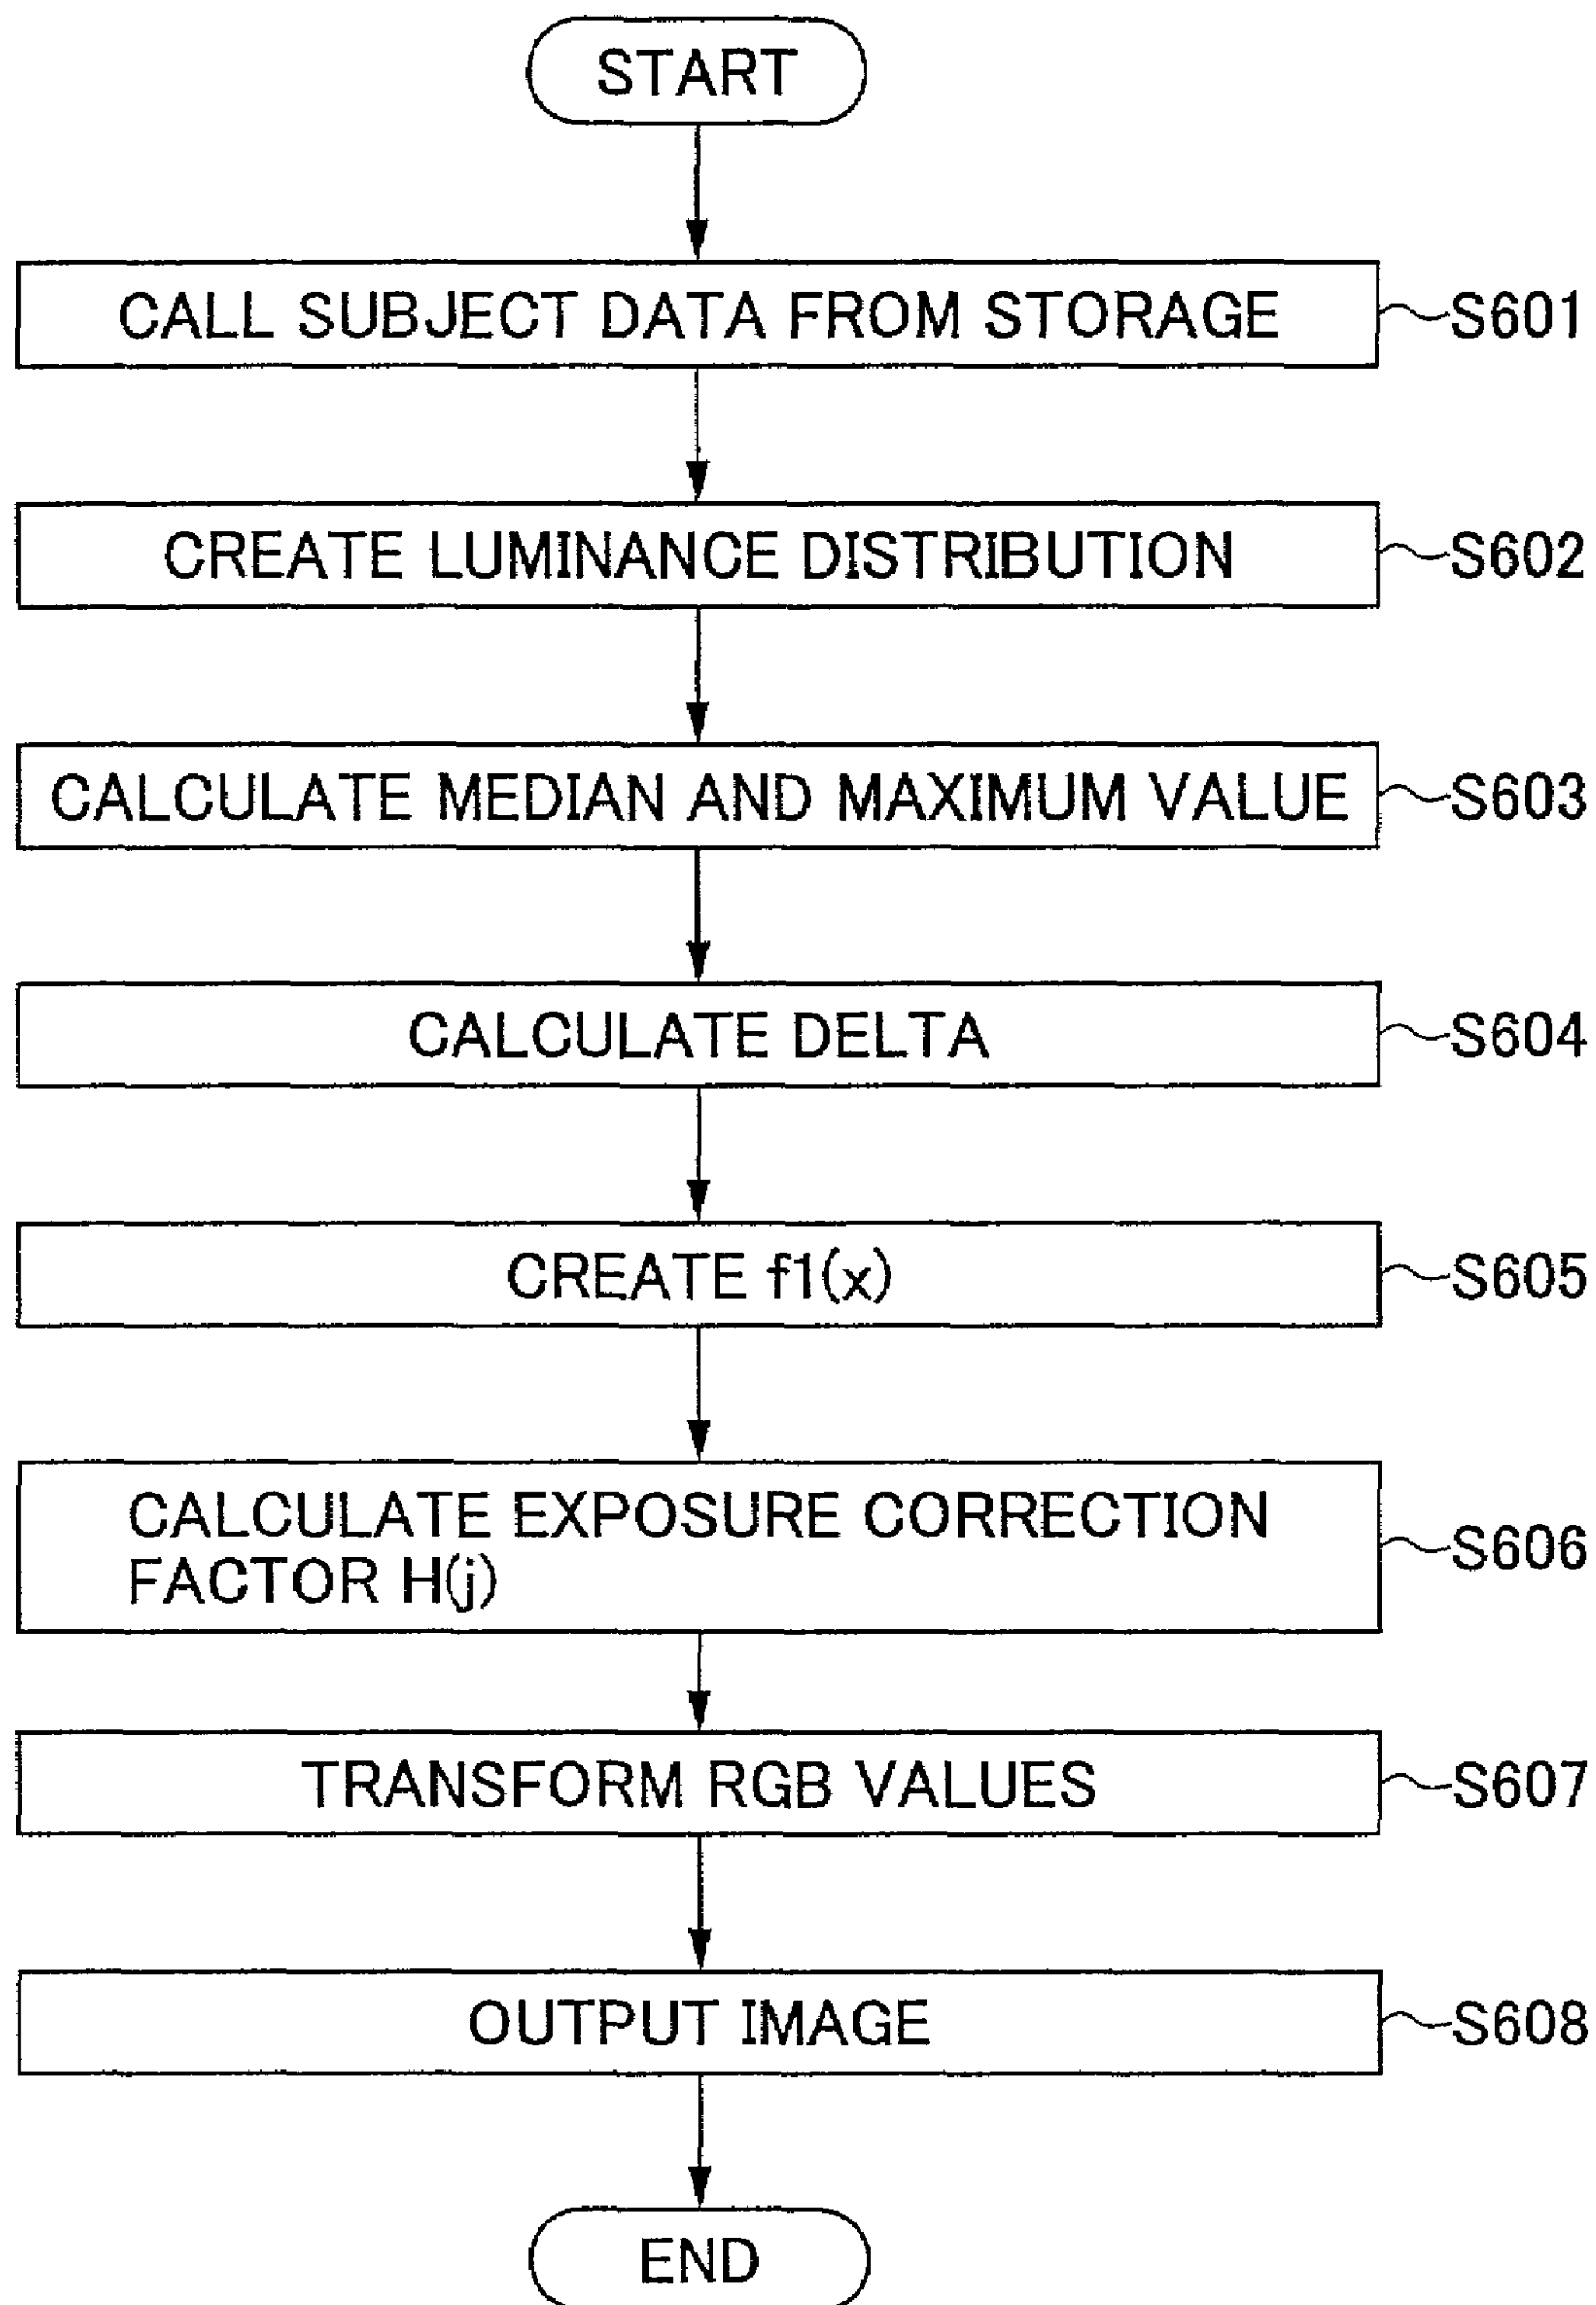 START
CALL SUBJECT DATA FROM STORAGE
S601
CREATE LUMINANCE DISTRIBUTION
S602
CALCULATE MEDIAN AND MAXIMUM VALUE
S603
CALCULATE DELTA
S604
CREATE f1(x)
S605
CALCULATE EXPOSURE CORRECTION
FACTOR H(j)
S606
TRANSFORM RGB VALUES
S607
OUTPUT IMAGE
S608
END